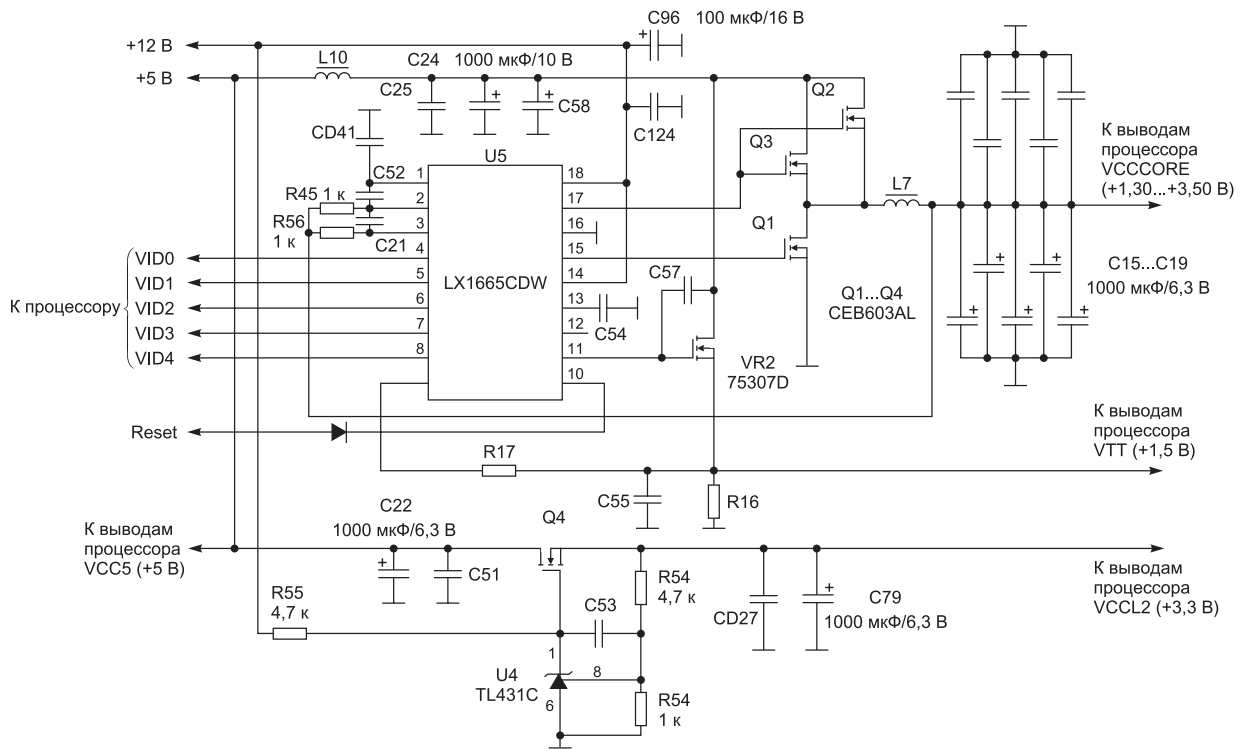 C96 100 мкФ/16 В
+
+12 В
L10
C24 1000 мкФ/10 В
+5 В
C25
+
+
C58
Q2
C124
CD41
Q3
К выводам
процессора
VCCCORE
(+1,30...+3,50 В)
U5
C52
1
18
L7
R45 1 к
2
17
R56
1 к
C21
3
16
Q1
VID0
4
15
VID1
5
14
C57
К процессору
LX1665CDW
VID2
6
13
C54
Q1...Q4
CEB603AL
C15...C19
1000 мкФ/6,3 В
+
+
+
+
+
VID3
7
12
VID4
8
11
VR2
75307D
10
Reset
К выводам
процессора
VTT (+1,5 В)
R17
C55
R16
C22
1000 мкФ/6,3 В
Q4
К выводам
процессора
VCC5 (+5 В)
+
C51
R54
4,7 к
К выводам
процессора
VCCL2 (+3,3 В)
R55
4,7 к
C53
CD27
+
C79
1000 мкФ/6,3 В
1
U4
TL431C
8
6
R54
1 к